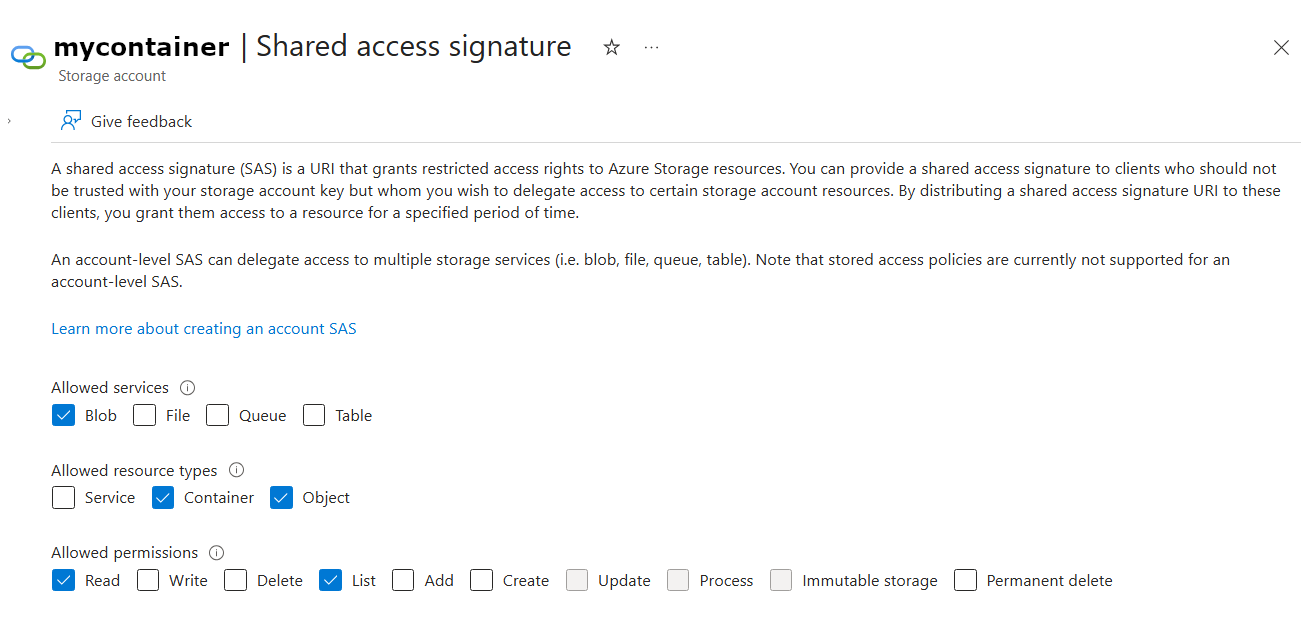 mycontainer | Shared access signature
Storage account
Give feedback
A shared access signature (SAS) is a URI that grants restricted access rights to Azure Storage resources. You can provide a shared access signature to clients who should not
be trusted with your storage account key but whom you wish to delegate access to certain storage account resources. By distributing a shared access signature URI to these
clients, you grant them access to a resource for a specified period of time.
An account-level SAS can delegate access to multiple storage services (i.e. blob, file, queue, table). Note that stored access policies are currently not supported for an
account-level SAS.
Learn more about creating an account SAS
Allowed services
Blob File Queue Table
Allowed resource types
Service Container Object
Allowed permissions
Read Write Delete List Add Create Update Process Immutable storage Permanent delete